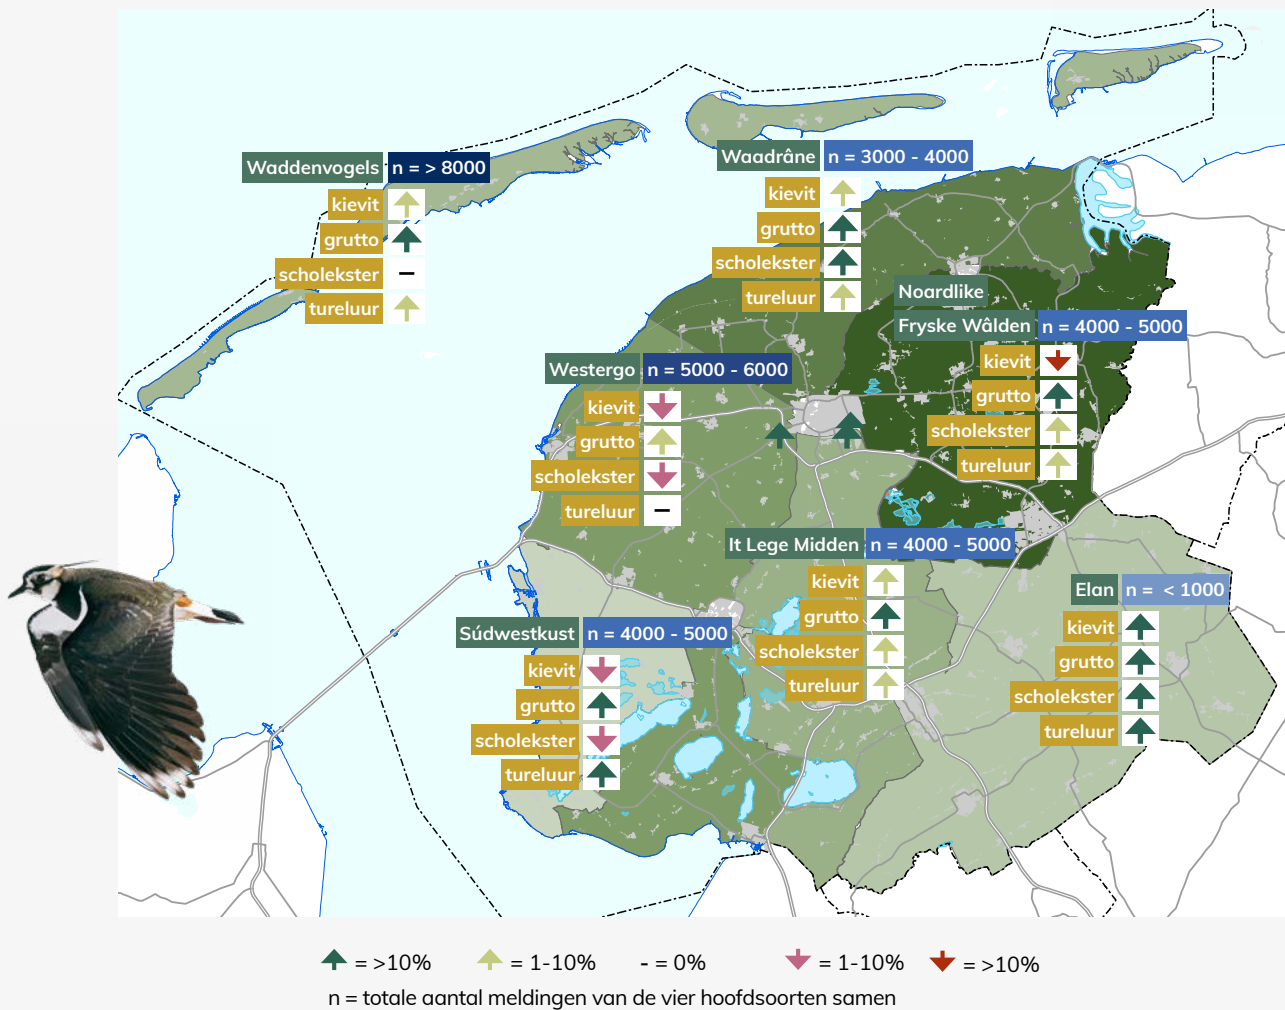 Waddenvogels n = > 8000
kievit
grutto
scholekster –
tureluur
Waadrâne n = 3000 - 4000
kievit
grutto
scholekster
tureluur
Noardlike
Fryske Wâlden n = 4000 - 5000
kievit
grutto
scholekster
tureluur
Westergo n = 5000 - 6000
kievit
grutto
scholekster
tureluur –
It Lege Midden n = 4000 - 5000
kievit
grutto
scholekster
tureluur
Elan n = < 1000
kievit
grutto
scholekster
tureluur
Súdwestkust n = 4000 - 5000
kievit
grutto
scholekster
tureluur
= >10% = 1-10% - = 0% = 1-10% = >10%
n = totale aantal meldingen van de vier hoofdsoorten samen